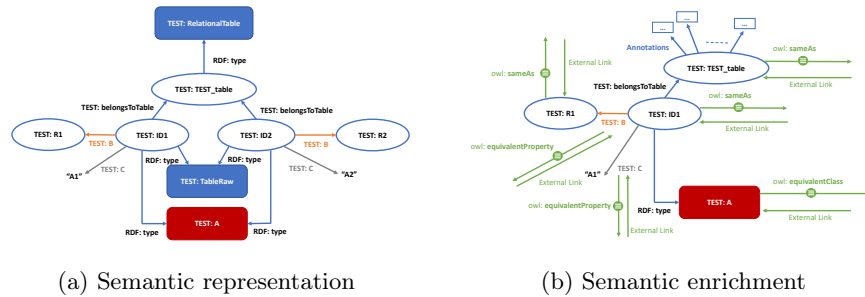 TEST: RelationalTable
RDF: type
TEST: TEST_table
TEST: belongsToTable
TEST: belongsToTable
TEST: R1
TEST: ID1
TEST: ID2
TEST: R2
TEST: B
TEST: B
RDF: type
RDF: type
TEST: C
TEST: C
"A1"
TEST: TableRaw
"A2"
TEST: A
RDF: type
RDF: type
(a) Semantic representation
...
...
...
Annotations
owl: sameAs
TEST: TEST_table
External Link
owl: sameAs
External Link
TEST: belongsToTable
owl: sameAs
TEST: R1
TEST: ID1
TEST: B
External Link
owl: equivalentProperty
External Link
"A1"
TEST: C
owl: equivalentProperty
External Link
RDF: type
TEST: A
owl: equivalentClass
External Link
(b) Semantic enrichment